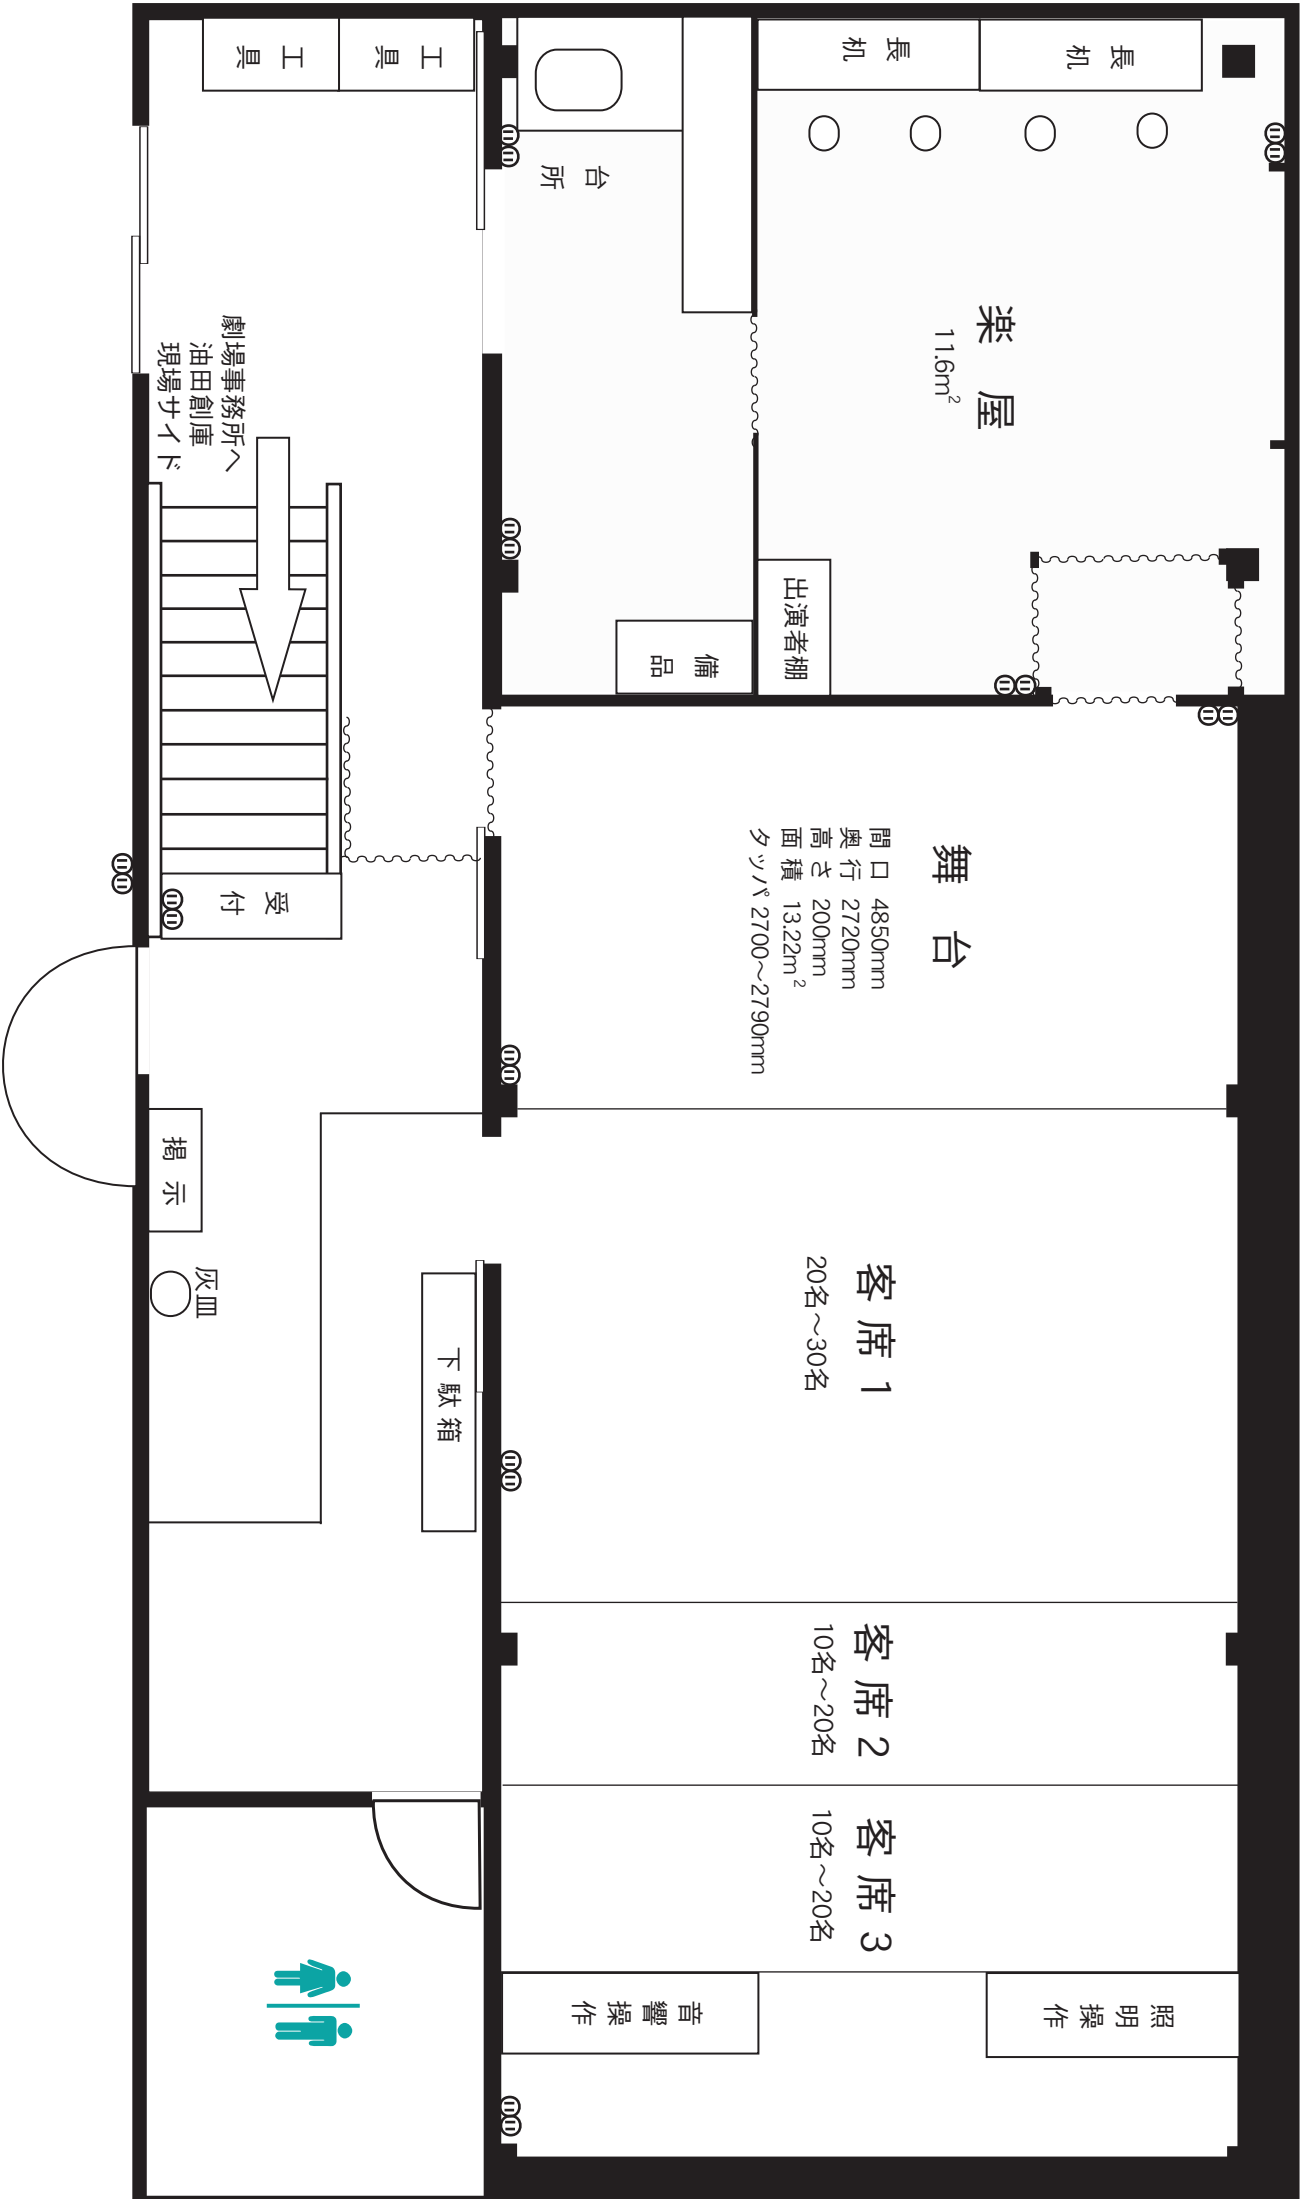 工具
工具
長机
長机
台所
楽屋
11.6m²
劇場事務所へ
油田創庫
現場サイド
備品
出演者棚
受付
舞台
間口 4850mm
奥行 2720mm
高さ 200mm
面積 13.22m²
タッパ 2700〜2790mm
掲示
灰皿
下駄箱
客席1
20名〜30名
客席2
10名〜20名
客席3
10名〜20名
音響操作
照明操作